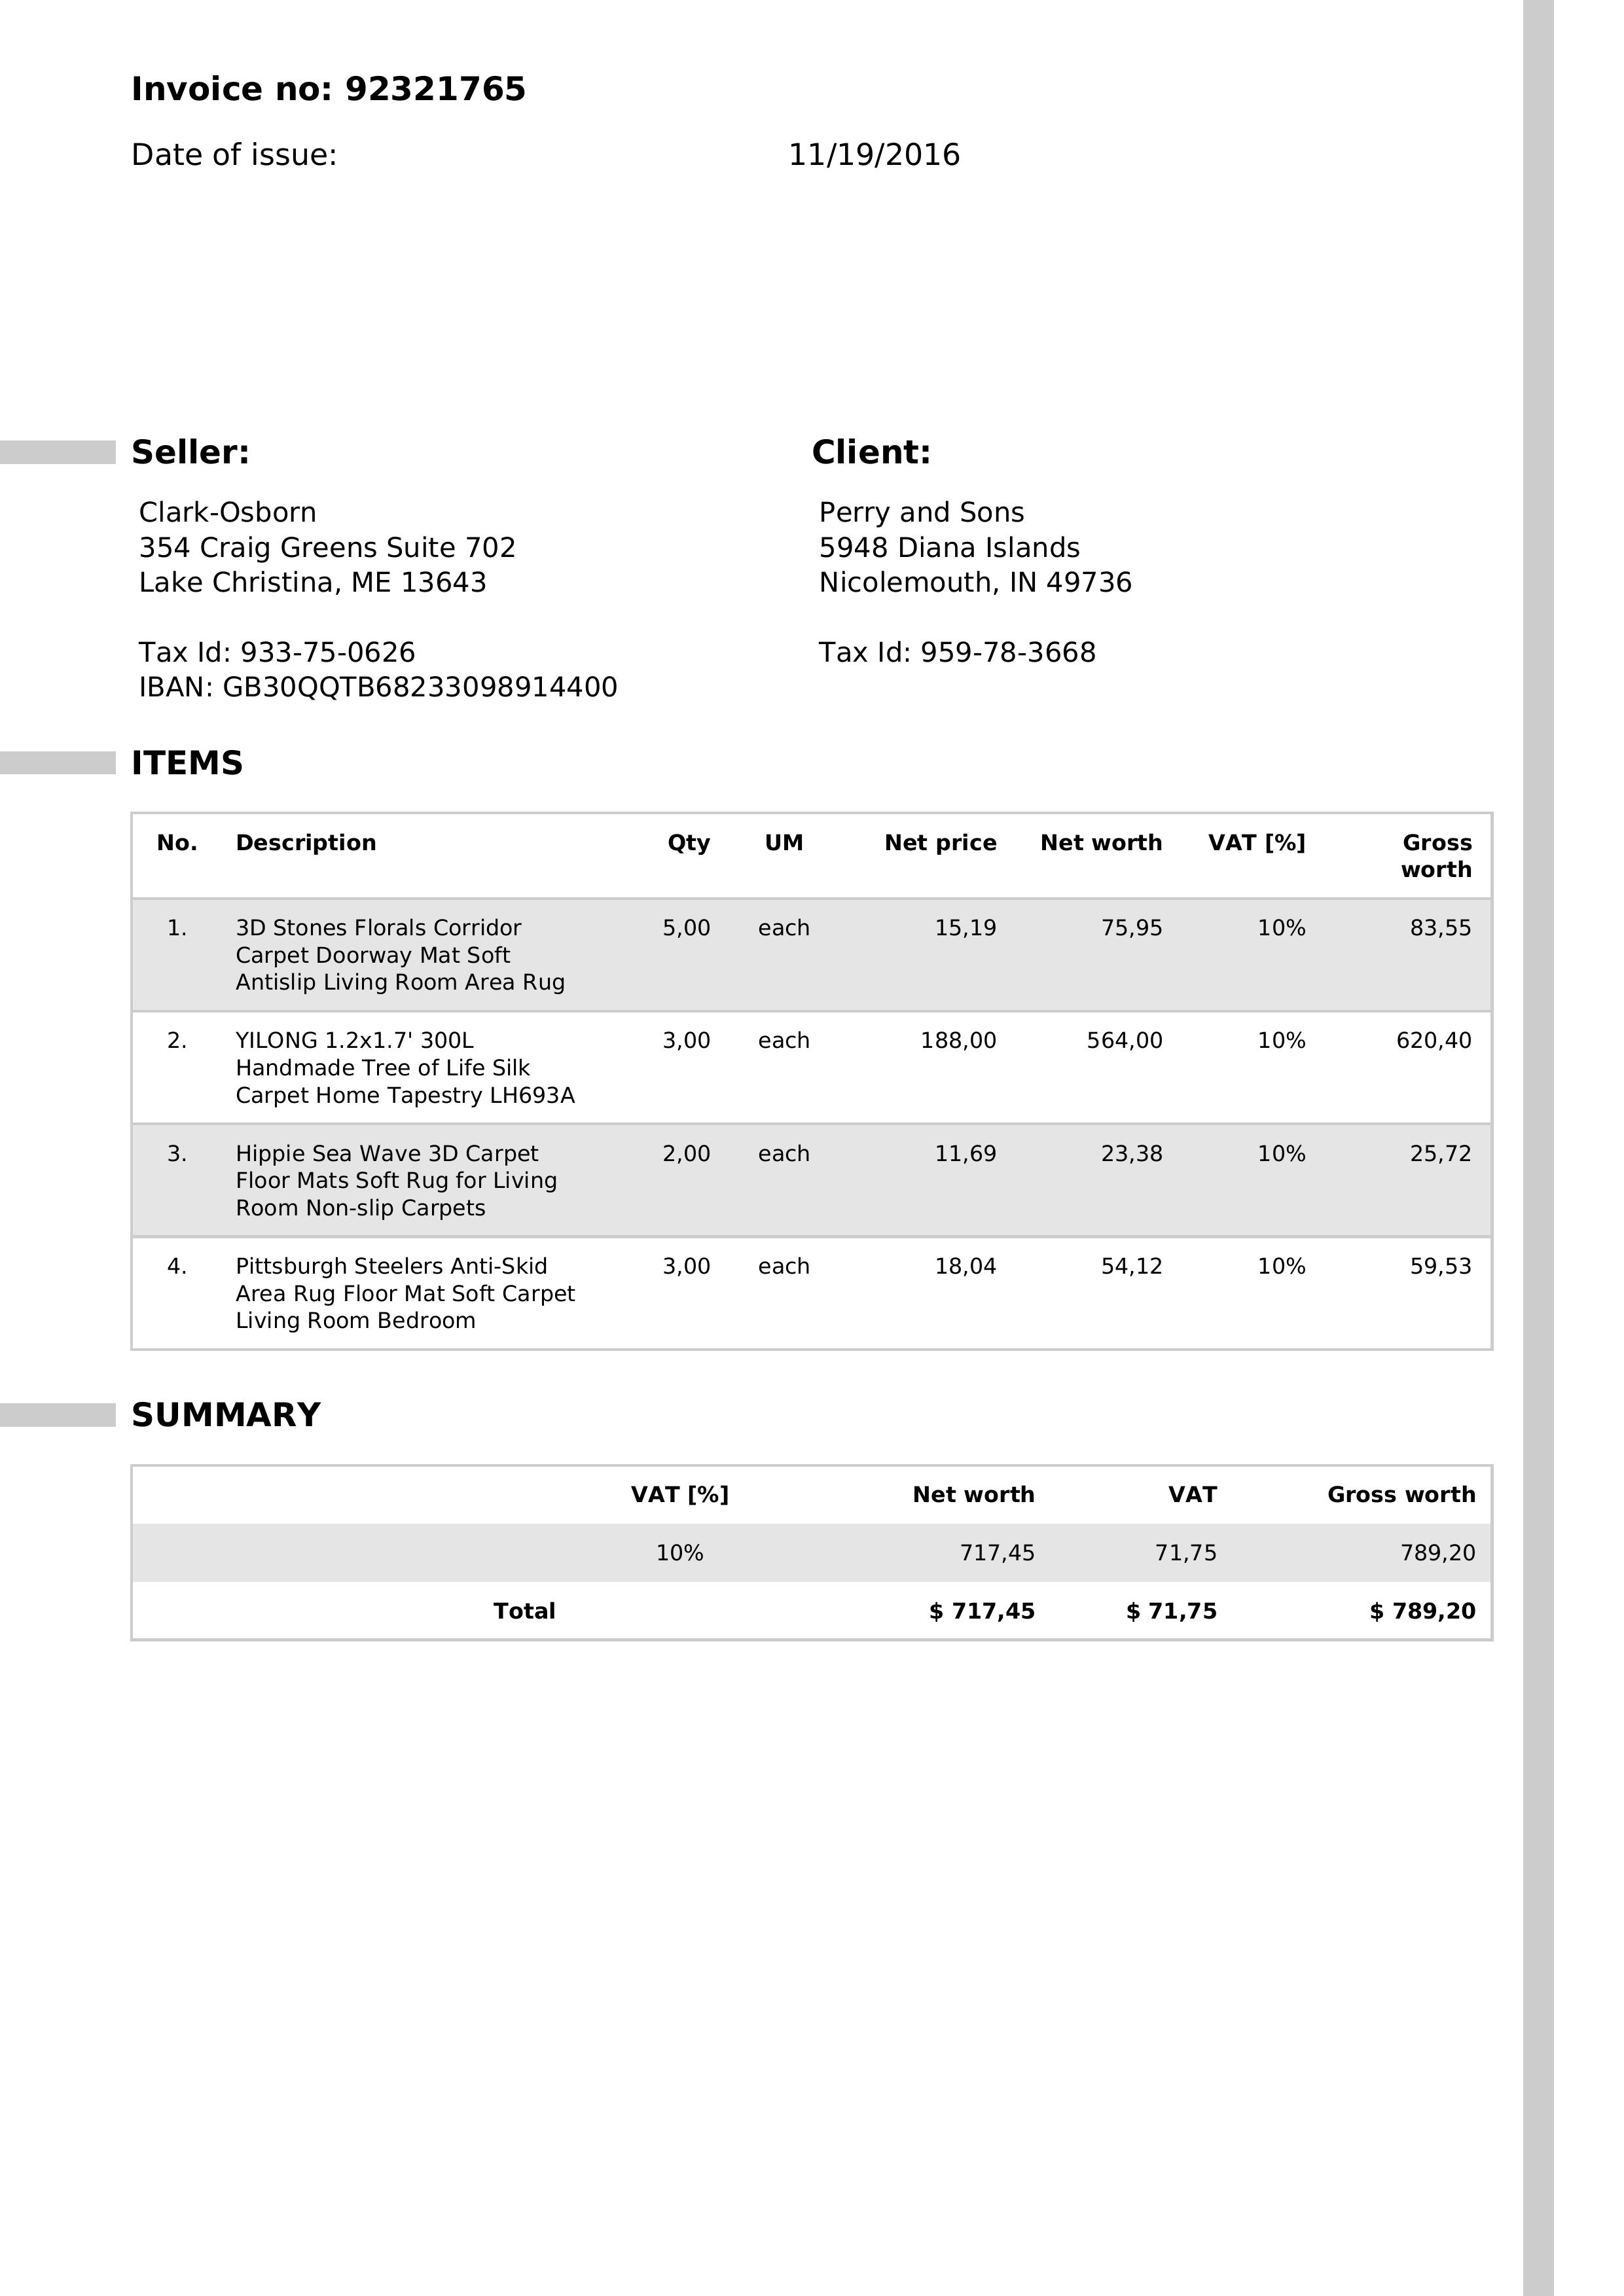 Invoice no: 92321765
Date of issue: 11/19/2016
Seller:
Clark-Osborn
354 Craig Greens Suite 702
Lake Christina, ME 13643
Tax Id: 933-75-0626
IBAN: GB30QQTB68233098914400
Client:
Perry and Sons
5948 Diana Islands
Nicolemouth, IN 49736
Tax Id: 959-78-3668
ITEMS
No. Description Qty UM Net price Net worth VAT [%] Gross
worth
1. 3D Stones Florals Corridor 5,00 each 15,19 75,95 10% 83,55
Carpet Doorway Mat Soft
Antislip Living Room Area Rug
2. YILONG 1.2x1.7' 300L 3,00 each 188,00 564,00 10% 620,40
Handmade Tree of Life Silk
Carpet Home Tapestry LH693A
3. Hippie Sea Wave 3D Carpet 2,00 each 11,69 23,38 10% 25,72
Floor Mats Soft Rug for Living
Room Non-slip Carpets
4. Pittsburgh Steelers Anti-Skid 3,00 each 18,04 54,12 10% 59,53
Area Rug Floor Mat Soft Carpet
Living Room Bedroom
SUMMARY
VAT [%] Net worth VAT Gross worth
10% 717,45 71,75 789,20
Total $ 717,45 $ 71,75 $ 789,20